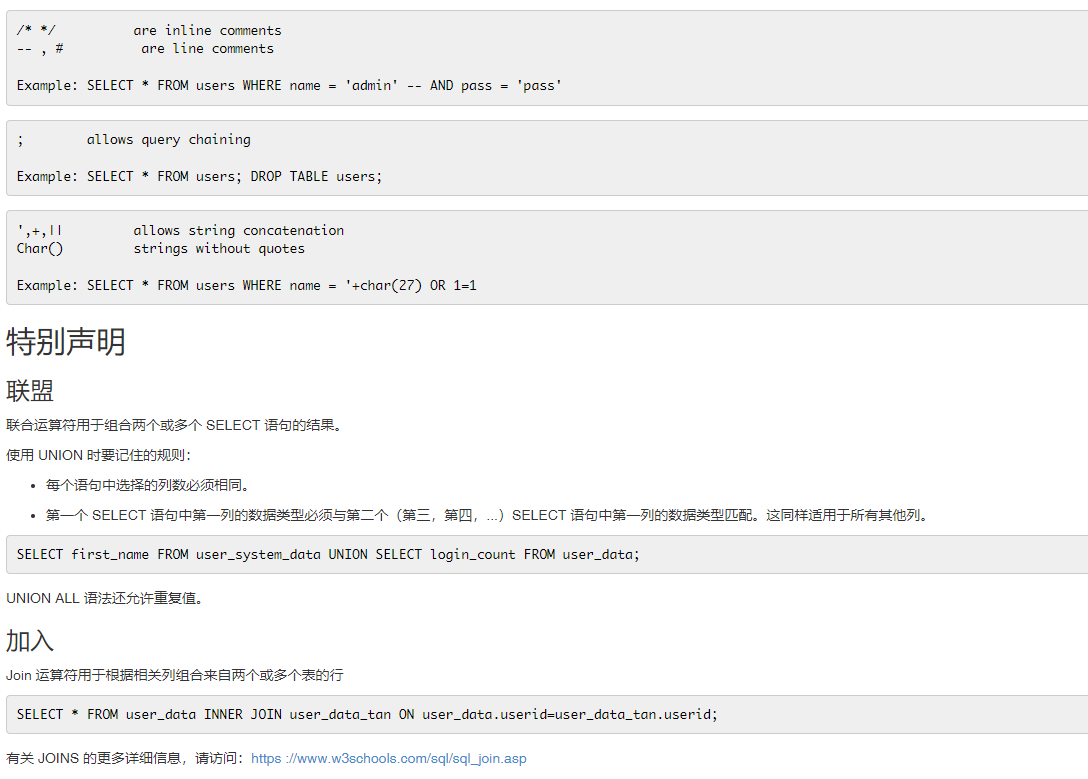 /* */          are inline comments
-- , #          are line comments
Example: SELECT * FROM users WHERE name = 'admin' -- AND pass = 'pass'
;        allows query chaining
Example: SELECT * FROM users; DROP TABLE users;
',+,||         allows string concatenation
Char()         strings without quotes
Example: SELECT * FROM users WHERE name = '+char(27) OR 1=1
特别声明
联盟
联合运算符用于组合两个或多个 SELECT 语句的结果。
使用 UNION 时要记住的规则：
• 每个语句中选择的列数必须相同。
• 第一个 SELECT 语句中第一列的数据类型必须与第二个（第三，第四，...）SELECT 语句中第一列的数据类型匹配。这同样适用于所有其他列。
SELECT first_name FROM user_system_data UNION SELECT login_count FROM user_data;
UNION ALL 语法还允许重复值。
加入
Join 运算符用于根据相关列组合来自两个或多个表的行
SELECT * FROM user_data INNER JOIN user_data_tan ON user_data.userid=user_data_tan.userid;
有关 JOINS 的更多详细信息，请访问：https ://www.w3schools.com/sql/sql_join.asp